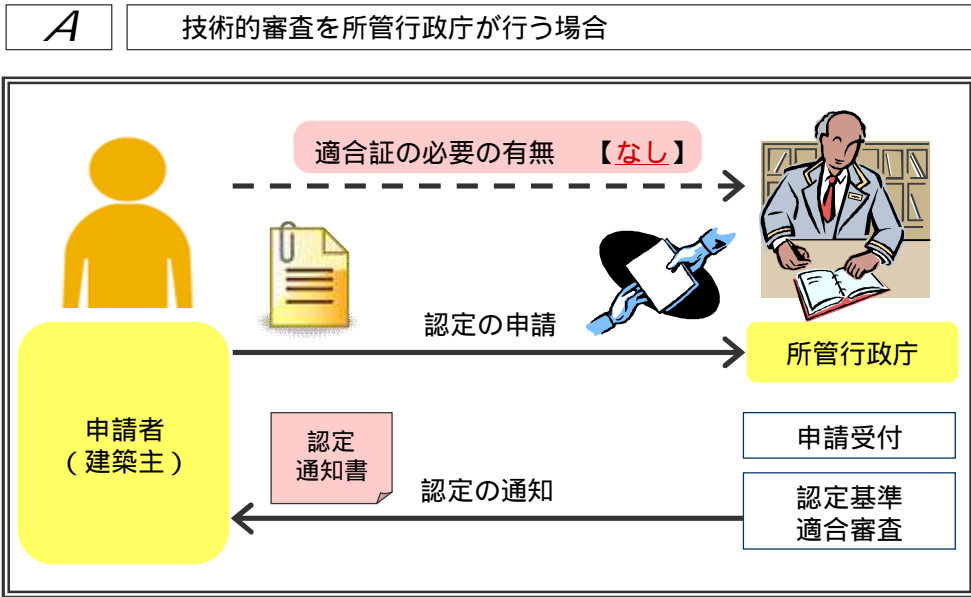 A
技術的審査を所管行政庁が行う場合
適合証の必要の有無 【なし】
認定の申請
所管行政庁
申請者
（建築主）
認定
通知書
認定の通知
申請受付
認定基準
適合審査